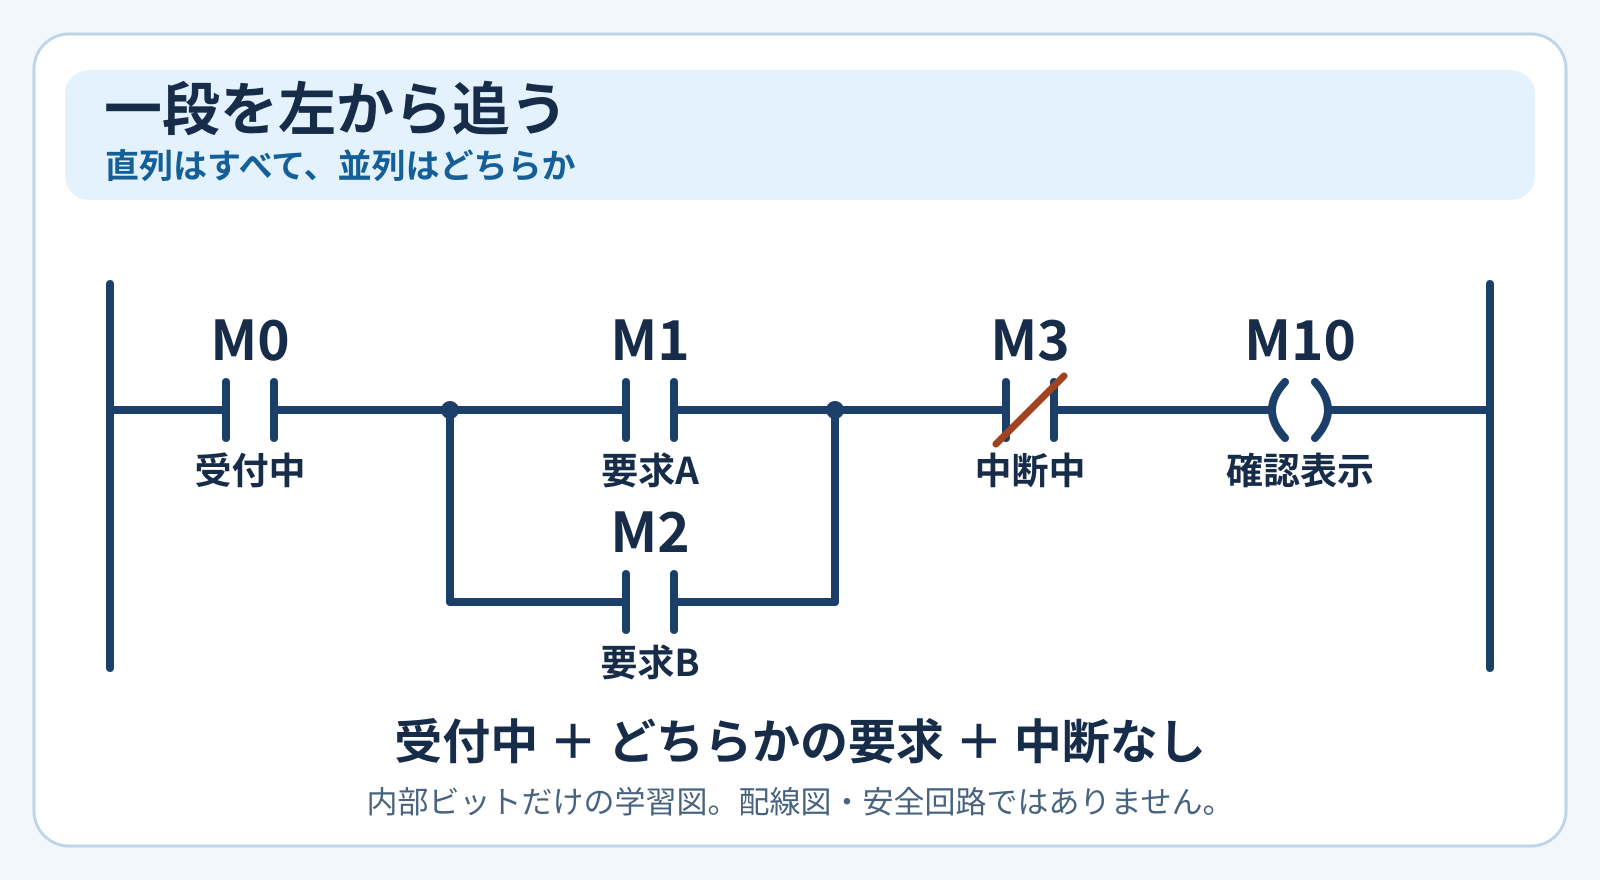 一段を左から追う
直列はすべて、並列はどちらか
M0
M1
M3
M10
受付中
要求A
中断中
確認表示
M2
要求B
受付中 + どちらかの要求 + 中断なし
内部ビットだけの学習図。配線図・安全回路ではありません。